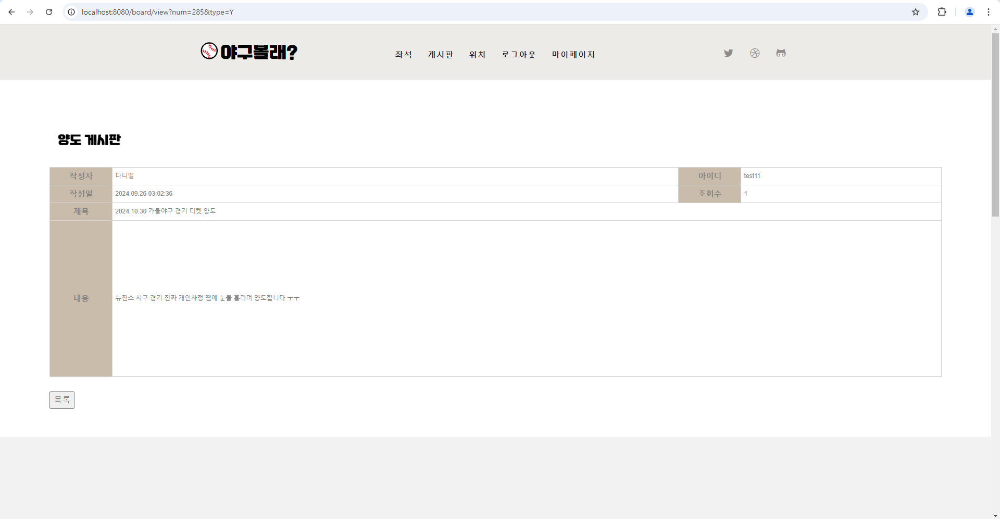 localhost:8080/board/view?num=285&type=Y
야구볼래?
좌석 게시판 위치 로그아웃 마이페이지
양도 게시판
작성자 다니엘 아이디 test11
작성일 2024.09.26 03:02:36 조회수 1
제목 2024.10.30 가을야구 경기 티켓 양도
내용 뉴진스 시구 경기 진짜 개인사정 땜에 눈물 흘리며 양도합니다 ㅜㅜ
목록